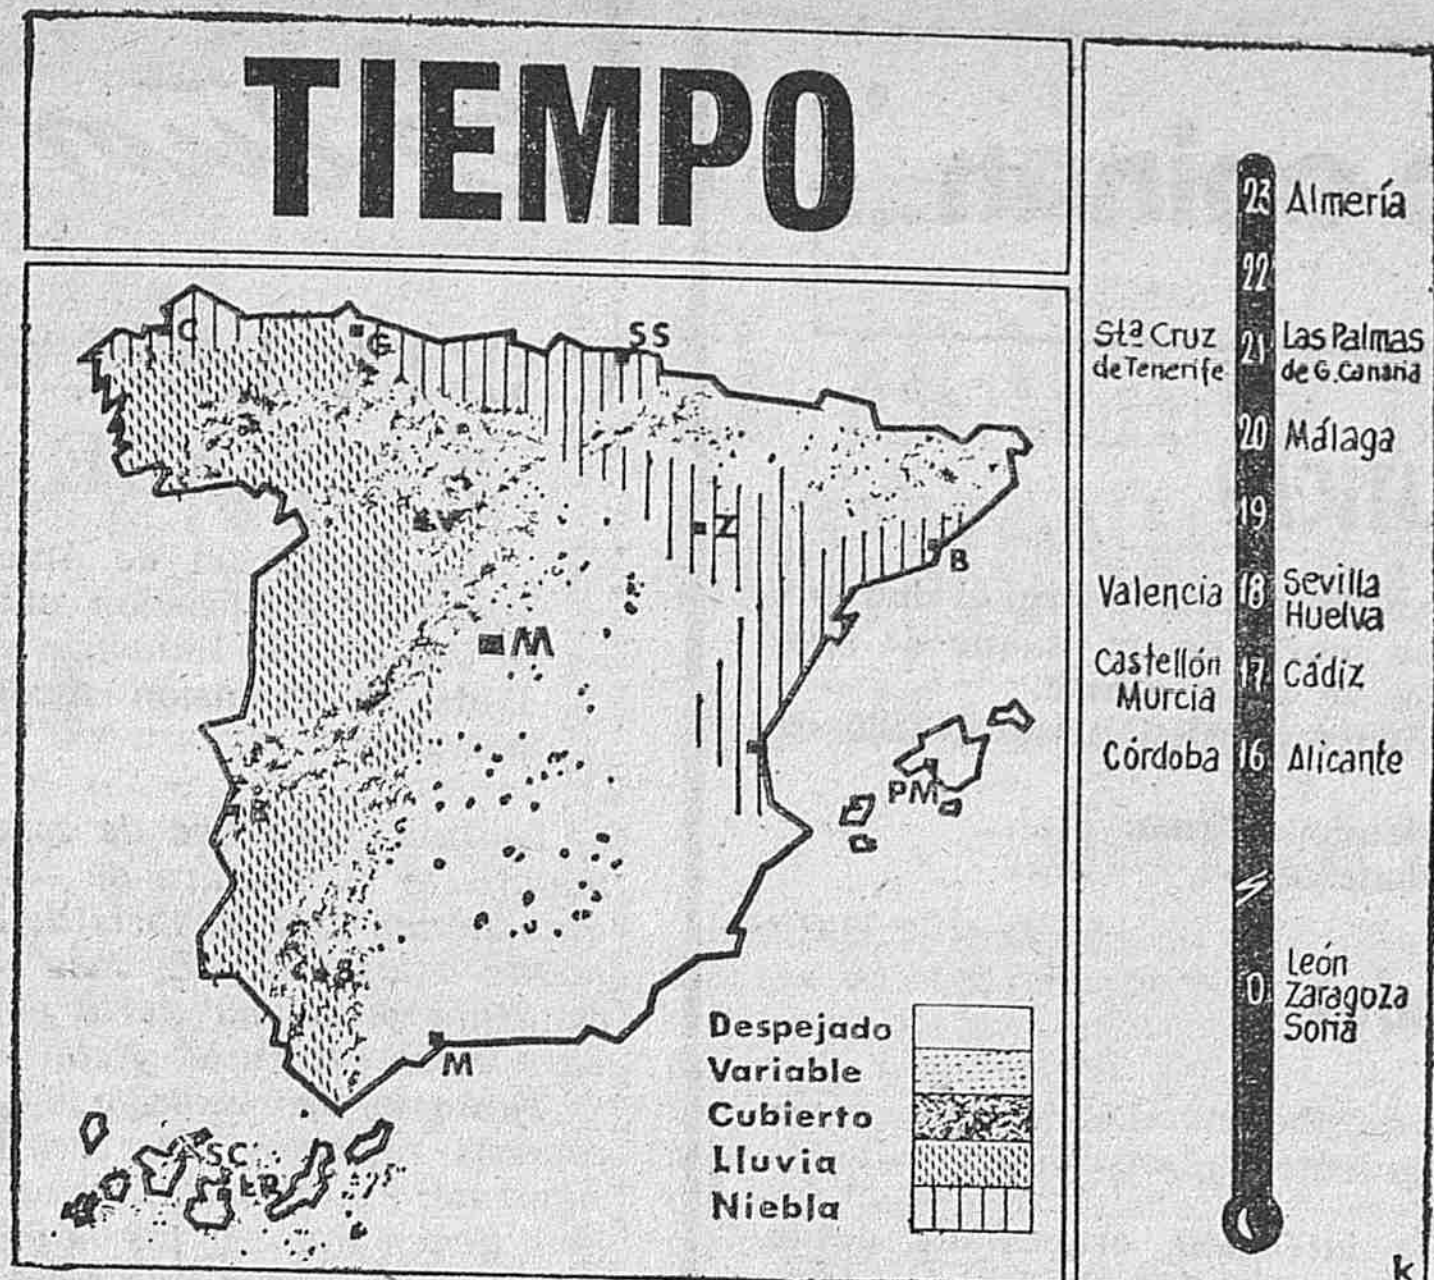 TIEMPO
C
G
SS
Z
B
M
PM
B
S
M
SC
LP
Despejado
Variable
Cubierto
Lluvia
Niebla
23 Almería
22
Stª Cruz 21 Las Palmas
de Tenerife de G. Canaria
20 Málaga
19
Valencia 18 Sevilla
Huelva
Castellón 17 Cádiz
Murcia
Córdoba 16 Alicante
0 León
Zaragoza
Soria
k